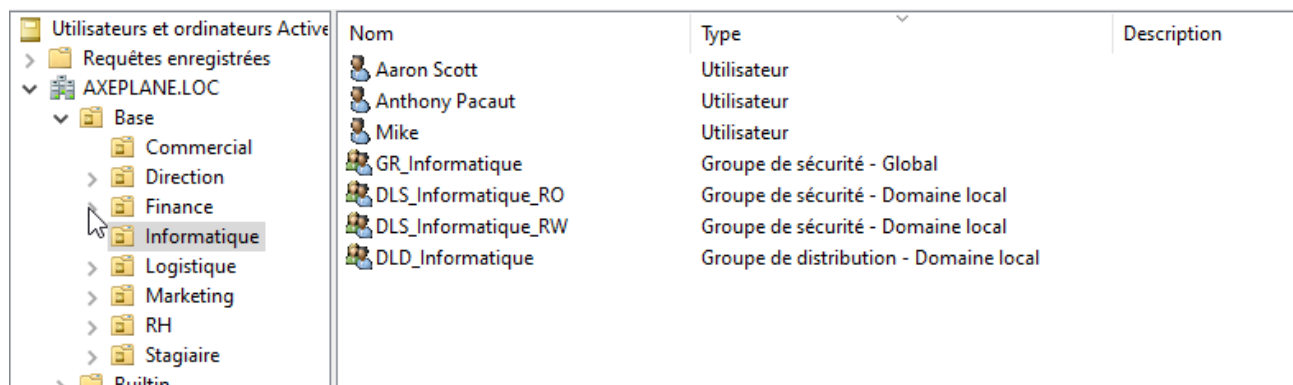 Utilisateurs et ordinateurs Active
Requêtes enregistrées
AXEPLANE.LOC
Base
Commercial
Direction
Finance
Informatique
Logistique
Marketing
RH
Stagiaire
Builtin
Nom Type Description
Aaron Scott Utilisateur
Anthony Pacaut Utilisateur
Mike Utilisateur
GR_Informatique Groupe de sécurité - Global
DLS_Informatique_RO Groupe de sécurité - Domaine local
DLS_Informatique_RW Groupe de sécurité - Domaine local
DLD_Informatique Groupe de distribution - Domaine local